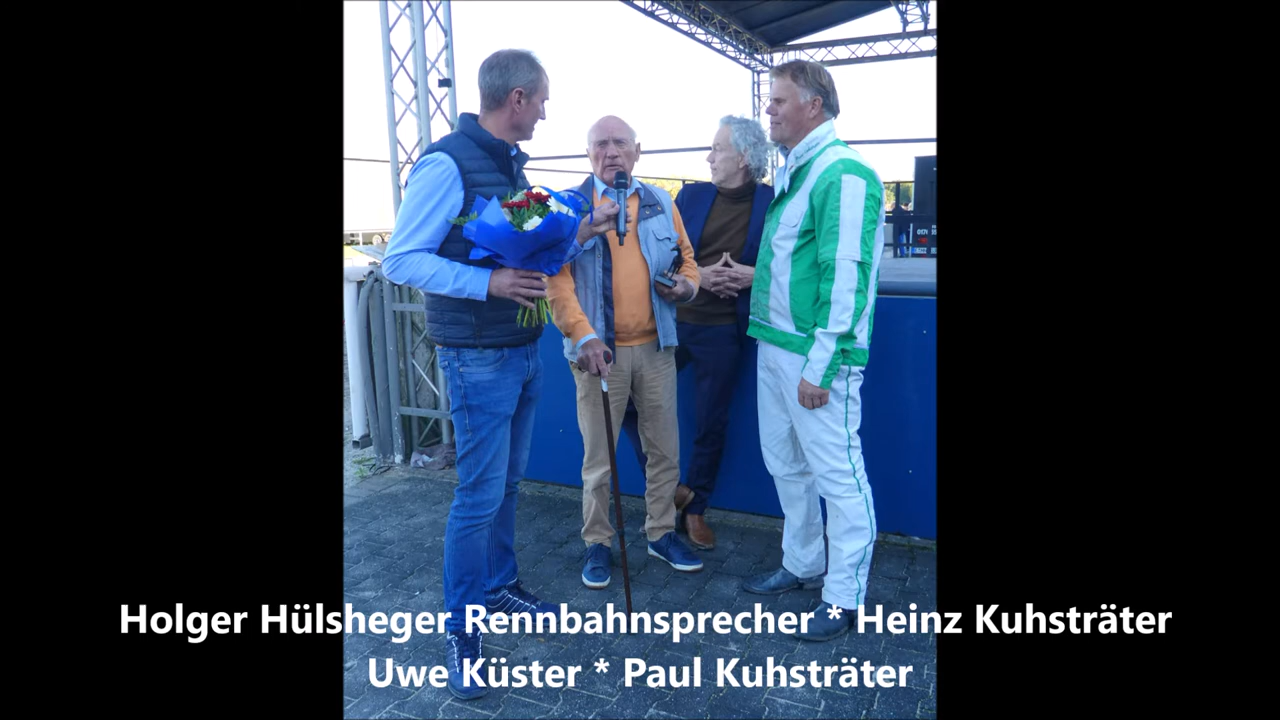 Holger Hülsheger Rennbahnsprecher * Heinz Kuhsträter
Uwe Küster * Paul Kuhsträter